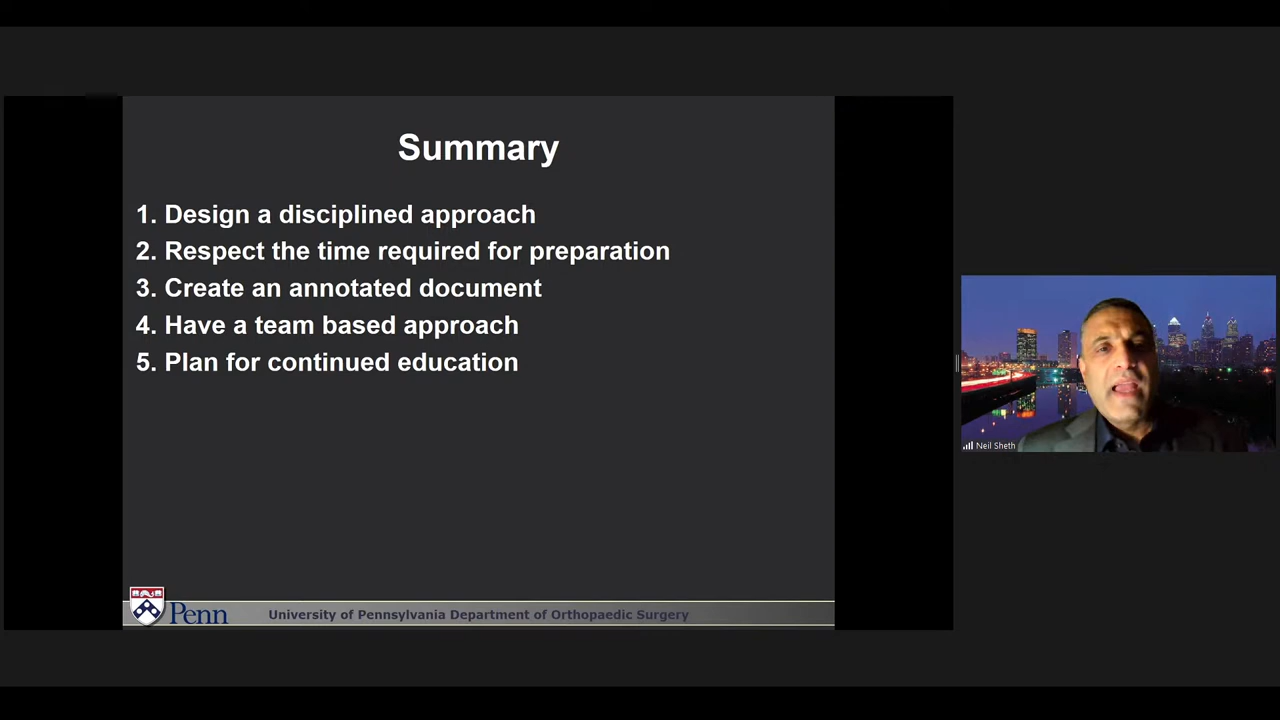 Summary
1. Design a disciplined approach
2. Respect the time required for preparation
3. Create an annotated document
4. Have a team based approach
5. Plan for continued education
Neil Sheth
Penn
University of Pennsylvania Department of Orthopaedic Surgery